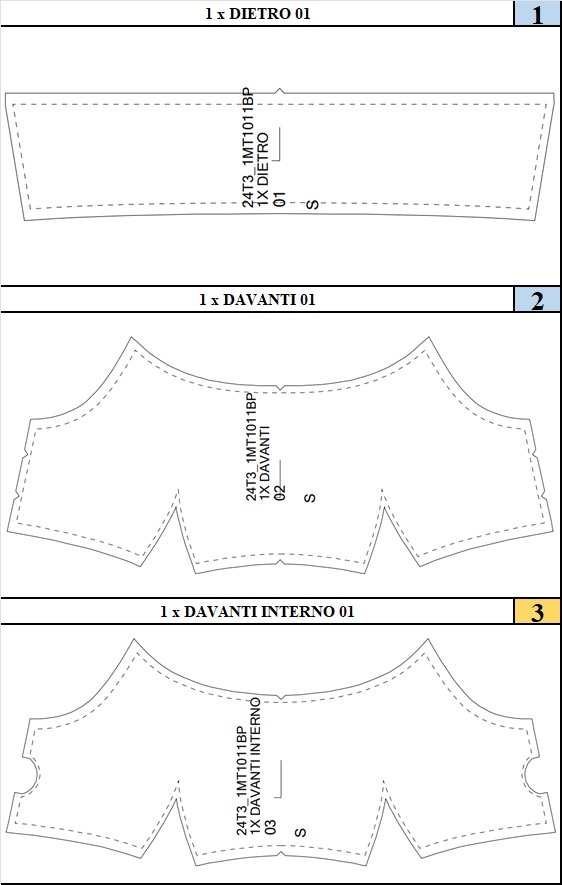 1 x DIETRO 01
1
24T3_1MT1011BP
1X DIETRO
01
S
1 x DAVANTI 01
2
24T3_1MT1011BP
1X DAVANTI
02
S
1 x DAVANTI INTERNO 01
3
24T3_1MT1011BP
1X DAVANTI INTERNO
03
S